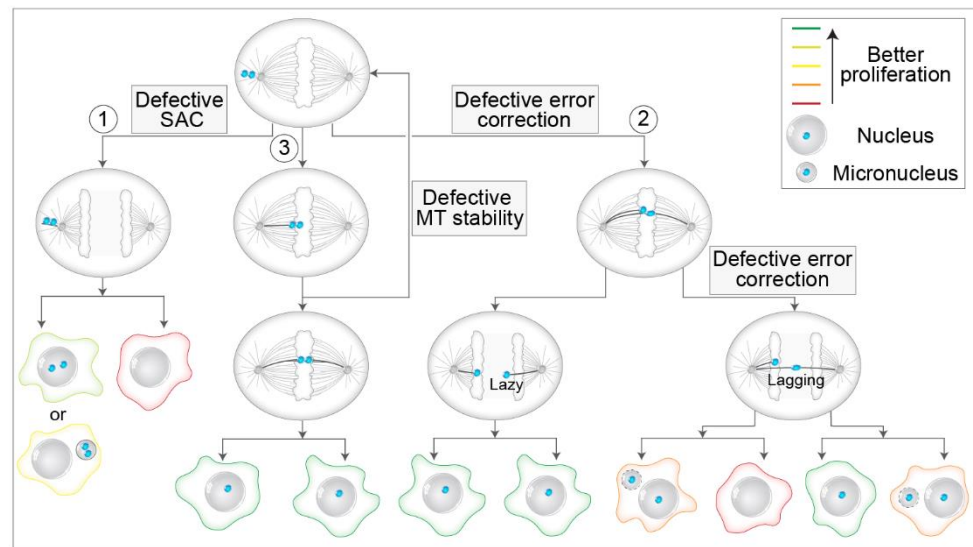 Defective
SAC
Defective error
correction
1
3
2
Defective
MT stability
Defective error
correction
Better
proliferation
Nucleus
Micronucleus
Lazy
Lagging
or